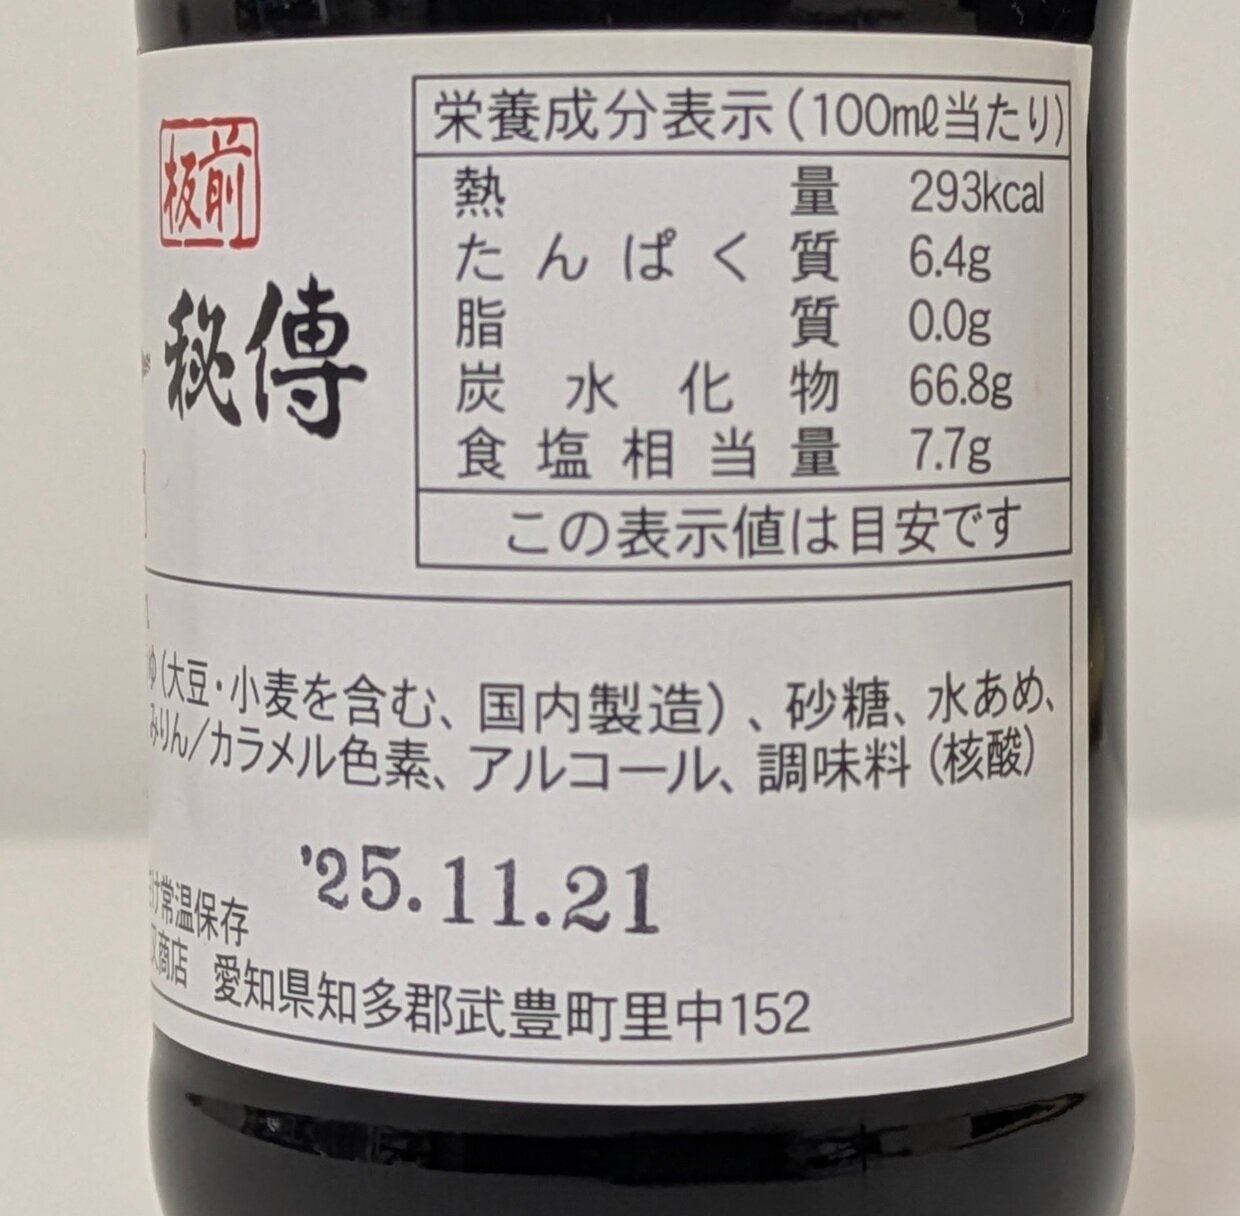 板前
秘傳
栄養成分表示(100mℓ当たり)
熱量 293kcal
たんぱく質 6.4g
脂質 0.0g
炭水化物 66.8g
食塩相当量 7.7g
この表示値は目安です
ゆ(大豆・小麦を含む、国内製造)、砂糖、水あめ、
みりん/カラメル色素、アルコール、調味料(核酸)
'25.11.21
け常温保存
商店 愛知県知多郡武豊町里中152